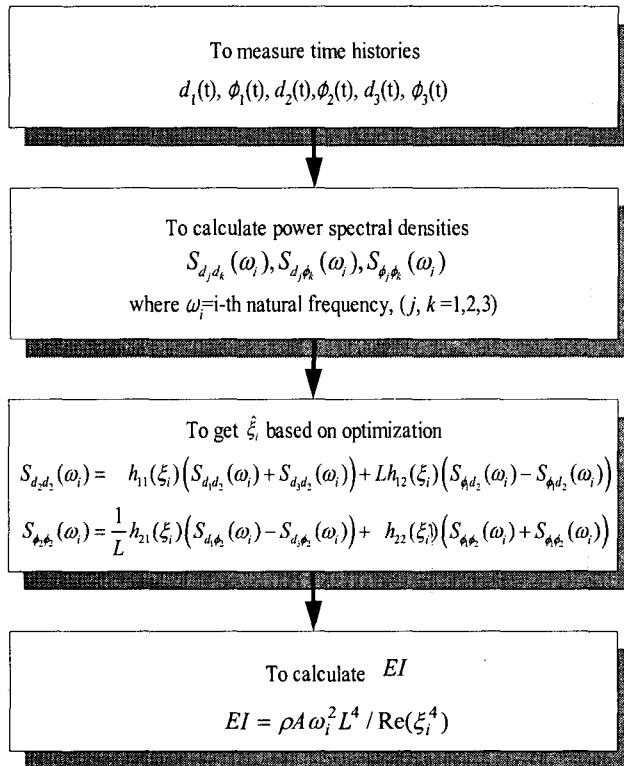 To measure time histories
d₁(t), ϕ₁(t), d₂(t),ϕ₂(t), d₃(t), ϕ₃(t)
To calculate power spectral densities
S_{d_j d_k}(ω_i), S_{d_j ϕ_k}(ω_i), S_{ϕ_j ϕ_k}(ω_i)
where ω_i=i-th natural frequency, (j, k =1,2,3)
To get ξ̂_i based on optimization
S_{d₂d₂}(ω_i) = h₁₁(ξ_i)(S_{d₁d₂}(ω_i) + S_{d₃d₂}(ω_i)) + Lh₁₂(ξ_i)(S_{ϕ₁d₂}(ω_i) − S_{ϕ₁d₂}(ω_i))
S_{ϕ₂ϕ₂}(ω_i) = 1/L h₂₁(ξ_i)(S_{d₁ϕ₂}(ω_i) − S_{d₃ϕ₂}(ω_i)) + h₂₂(ξ_i)(S_{ϕ₁ϕ₂}(ω_i) + S_{ϕ₁ϕ₂}(ω_i))
To calculate EI
EI = ρAω_i²L⁴ / Re(ξ_i⁴)